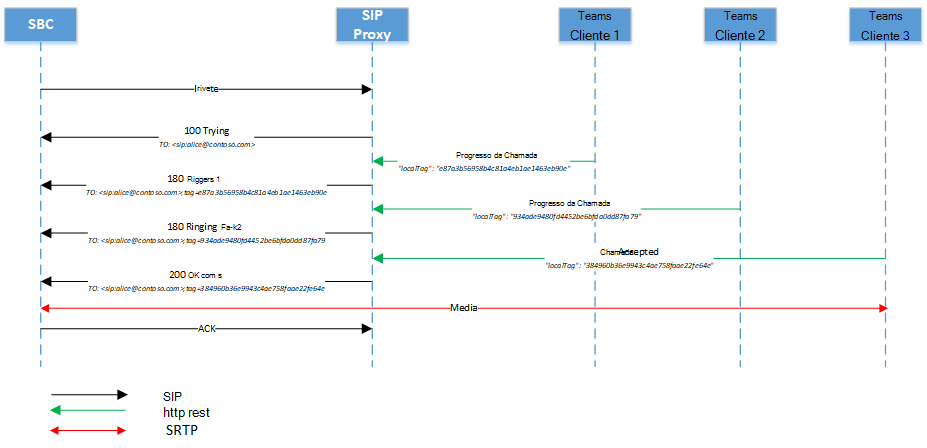 SBC
SIP
Proxy
Teams
Cliente 1
Teams
Cliente 2
Teams
Cliente 3
Irivete
100 Trying
TO: <sip:alice@contoso.com>
Progresso da Chamada
"localTag" : "e87a3b56958b4c81a4eb1ae1463eb90e"
180 Riggers 1
TO: <sip:alice@contoso.com>;tag=e87a3b56958b4c81a4eb1ae1463eb90e
Progresso da Chamada
"localTag" : "934ade9480fd4452be6bfda0dd87fa79"
180 Ringing Fa-k2
TO: <sip:alice@contoso.com>;tag=934ade9480fd4452be6bfda0dd87fa79
Chamada Accepted
"localTag" : "384960b36e9943c4ae758faae22fe64e"
200 OK com s
TO: <sip:alice@contoso.com>;tag=384960b36e9943c4ae758faae22fe64e
Media
ACK
SIP
http rest
SRTP